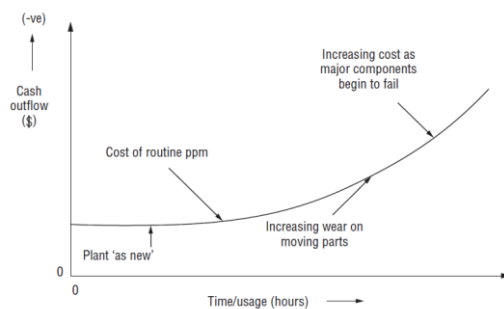 (-ve)
Cash
outflow
($)
Increasing cost as
major components
begin to fail
Cost of routine ppm
Increasing wear on
moving parts
Plant ‘as new’
0
0
Time/usage (hours)